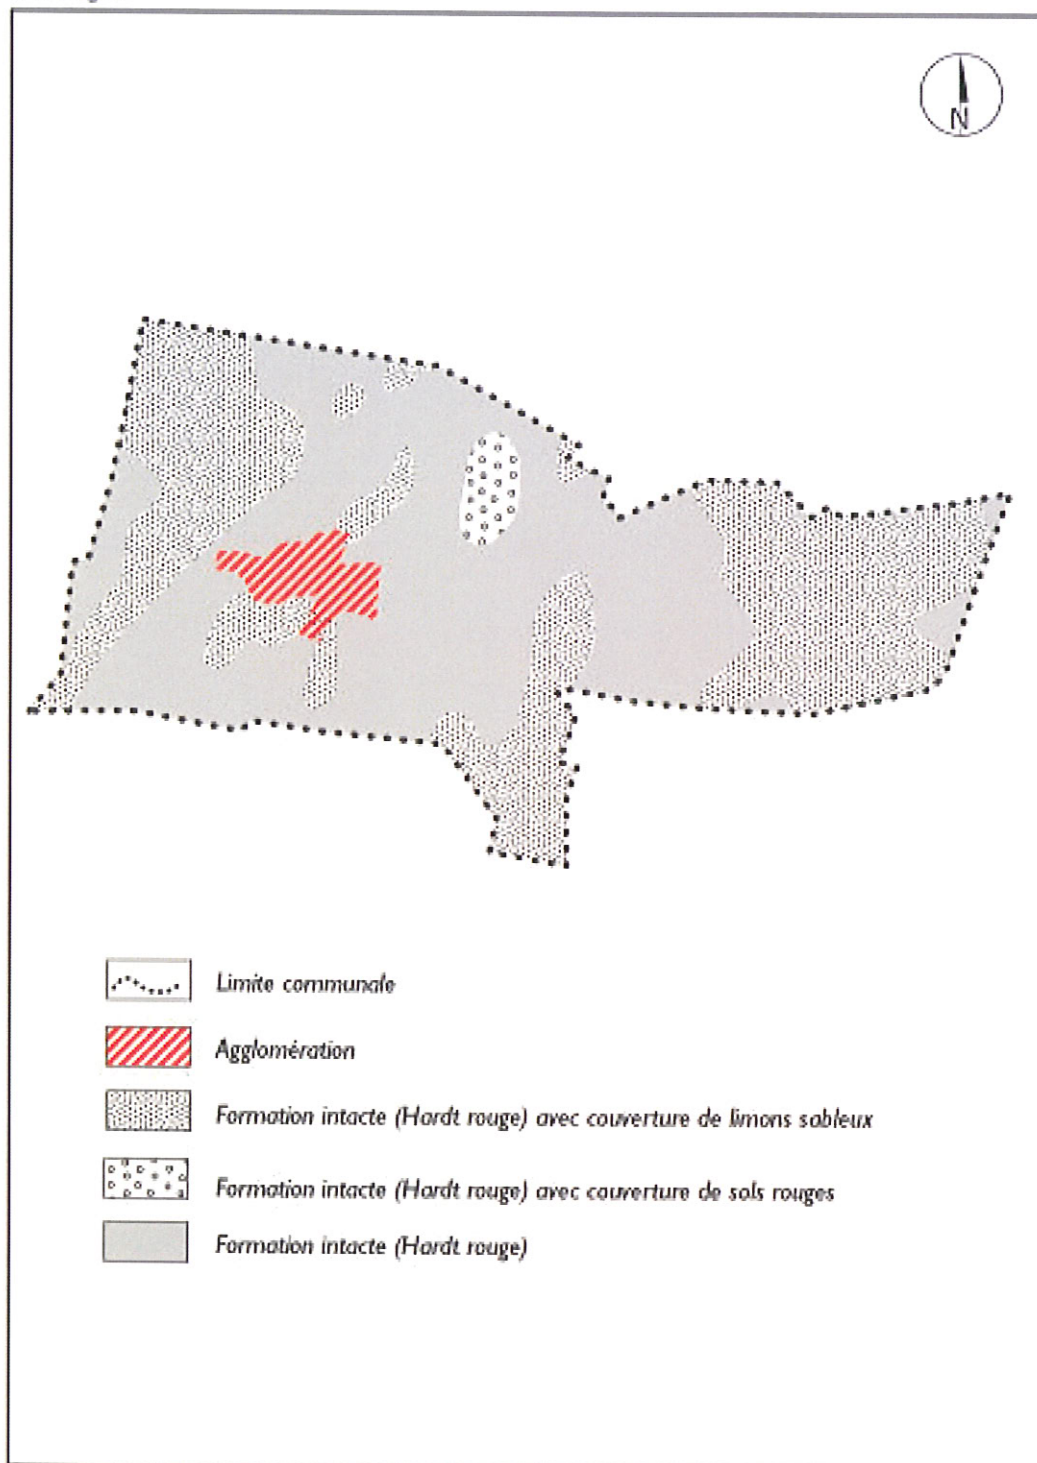 N
Limite communale
Agglomération
Formation intacte (Hardt rouge) avec couverture de limons sableux
Formation intacte (Hardt rouge) avec couverture de sols rouges
Formation intacte (Hardt rouge)